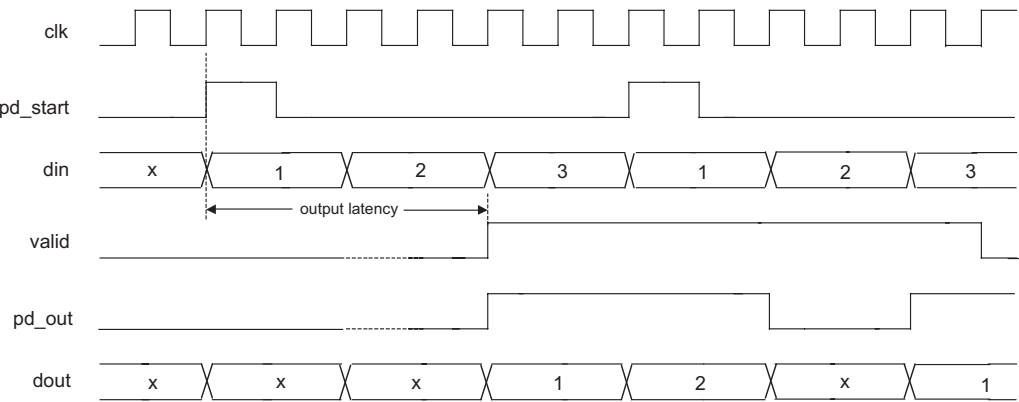 clk
pd_start
din x 1 2 3 1 2 3
output latency
valid
pd_out
dout x x x 1 2 x 1